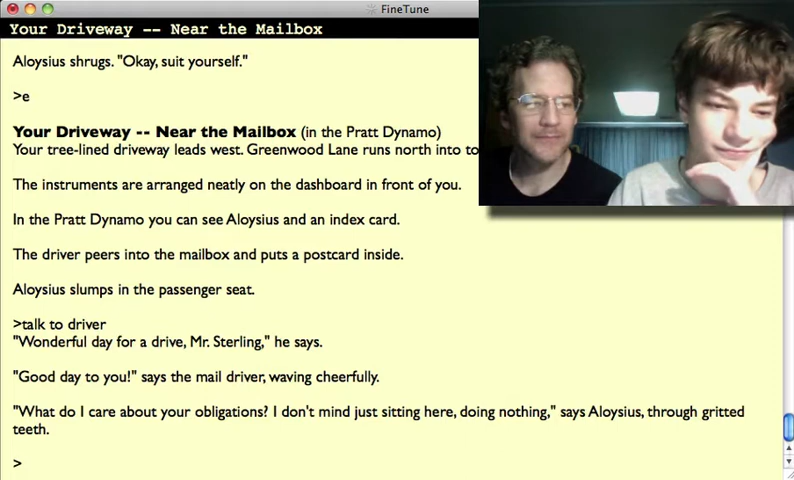 FineTune
Your Driveway -- Near the Mailbox
Aloysius shrugs. "Okay, suit yourself."
>e
Your Driveway -- Near the Mailbox (in the Pratt Dynamo)
Your tree-lined driveway leads west. Greenwood Lane runs north into
The instruments are arranged neatly on the dashboard in front of you.
In the Pratt Dynamo you can see Aloysius and an index card.
The driver peers into the mailbox and puts a postcard inside.
Aloysius slumps in the passenger seat.
>talk to driver
"Wonderful day for a drive, Mr. Sterling," he says.
"Good day to you!" says the mail driver, waving cheerfully.
"What do I care about your obligations? I don't mind just sitting here, doing nothing," says Aloysius, through gritted
teeth.
>